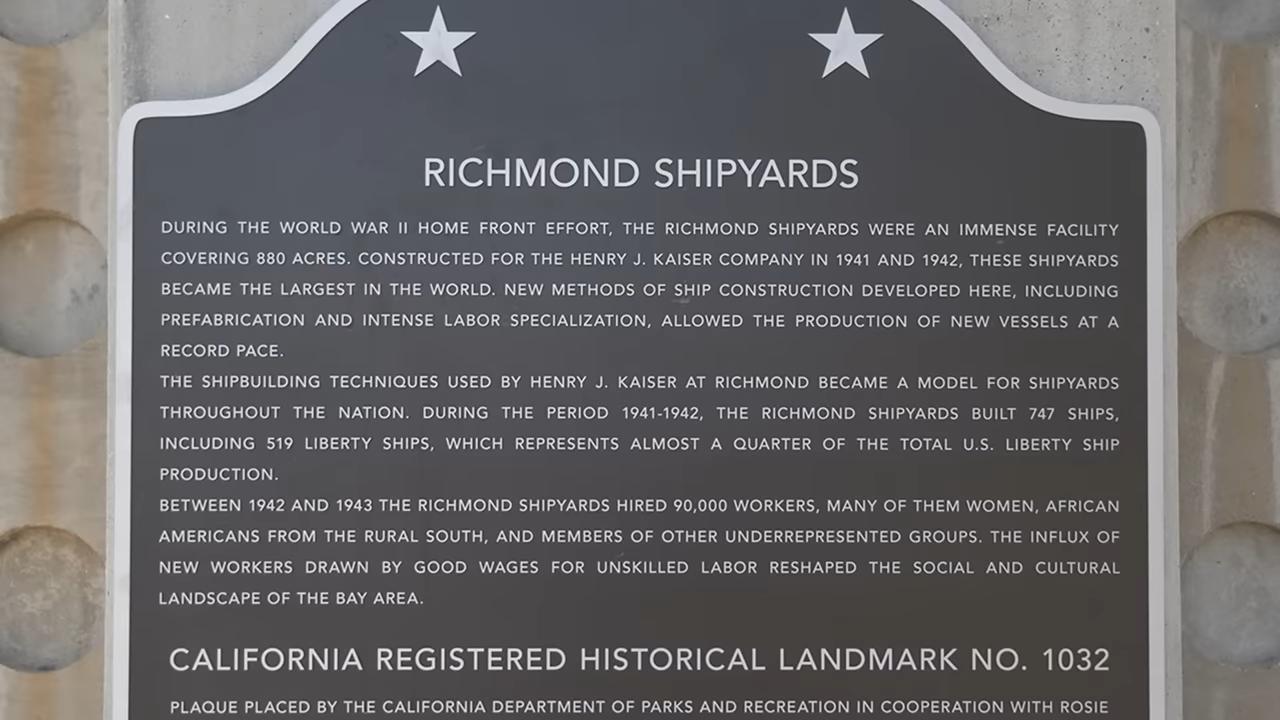 RICHMOND SHIPYARDS
DURING THE WORLD WAR II HOME FRONT EFFORT, THE RICHMOND SHIPYARDS WERE AN IMMENSE FACILITY
COVERING 880 ACRES. CONSTRUCTED FOR THE HENRY J. KAISER COMPANY IN 1941 AND 1942, THESE SHIPYARDS
BECAME THE LARGEST IN THE WORLD. NEW METHODS OF SHIP CONSTRUCTION DEVELOPED HERE, INCLUDING
PREFABRICATION AND INTENSE LABOR SPECIALIZATION, ALLOWED THE PRODUCTION OF NEW VESSELS AT A
RECORD PACE.
THE SHIPBUILDING TECHNIQUES USED BY HENRY J. KAISER AT RICHMOND BECAME A MODEL FOR SHIPYARDS
THROUGHOUT THE NATION. DURING THE PERIOD 1941-1942, THE RICHMOND SHIPYARDS BUILT 747 SHIPS,
INCLUDING 519 LIBERTY SHIPS, WHICH REPRESENTS ALMOST A QUARTER OF THE TOTAL U.S. LIBERTY SHIP
PRODUCTION.
BETWEEN 1942 AND 1943 THE RICHMOND SHIPYARDS HIRED 90,000 WORKERS, MANY OF THEM WOMEN, AFRICAN
AMERICANS FROM THE RURAL SOUTH, AND MEMBERS OF OTHER UNDERREPRESENTED GROUPS. THE INFLUX OF
NEW WORKERS DRAWN BY GOOD WAGES FOR UNSKILLED LABOR RESHAPED THE SOCIAL AND CULTURAL
LANDSCAPE OF THE BAY AREA.
CALIFORNIA REGISTERED HISTORICAL LANDMARK NO. 1032
PLAQUE PLACED BY THE CALIFORNIA DEPARTMENT OF PARKS AND RECREATION IN COOPERATION WITH ROSIE